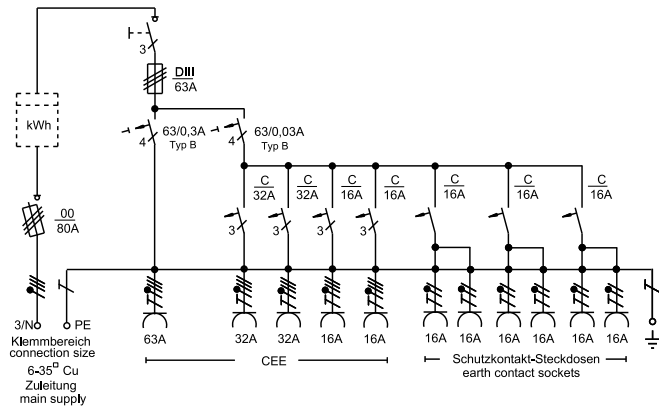 3
DIII
63A
kWh
63/0,3A
Typ B
4
63/0,03A
Typ B
4
00
80A
C
32A
C
32A
C
16A
C
16A
C
16A
C
16A
C
16A
3
3
3
3
3/N
PE
63A
32A
32A
16A
16A
16A
16A
16A
16A
16A
16A
Klemmbereich
connection size
6-35□ Cu
Zuleitung
main supply
CEE
Schutzkontakt-Steckdosen
earth contact sockets